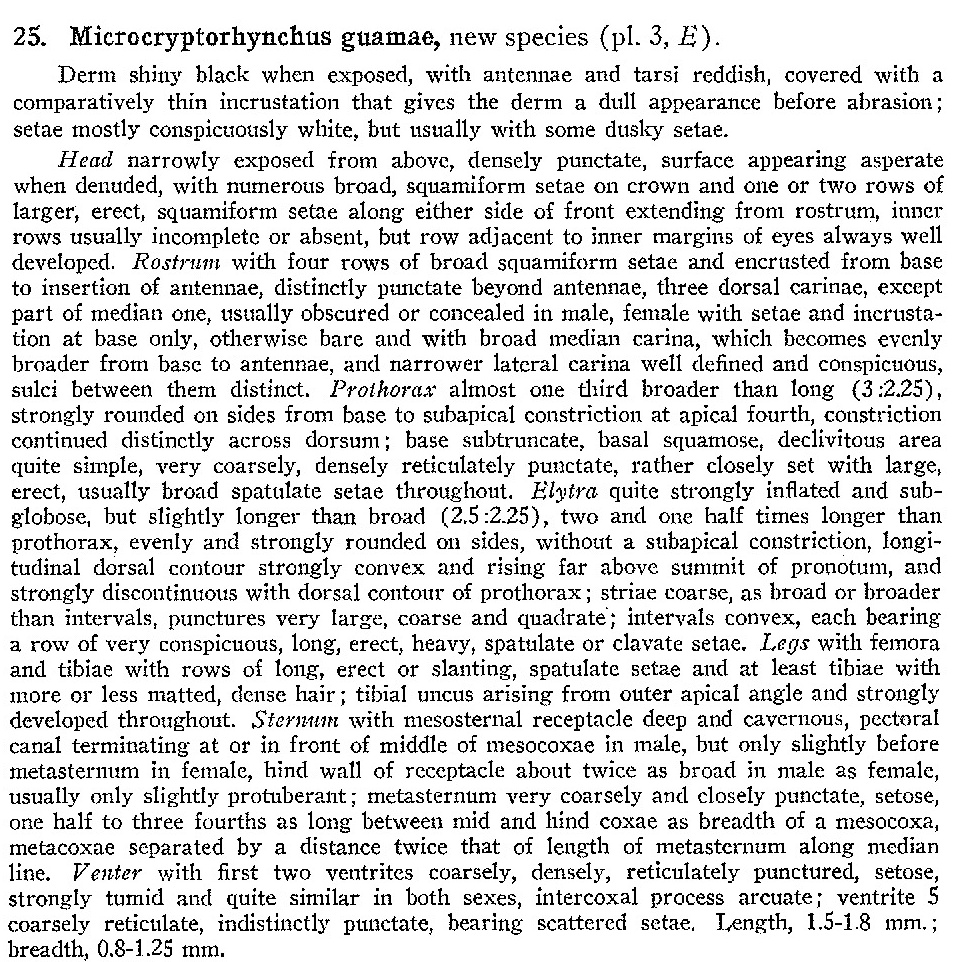 25. Microcryptorhynchus guamae, new species (pl. 3, E).
Derm shiny black when exposed, with antennae and tarsi reddish, covered with a
comparatively thin incrustation that gives the derm a dull appearance before abrasion;
setae mostly conspicuously white, but usually with some dusky setae.
Head narrowly exposed from above, densely punctate, surface appearing asperate
when denuded, with numerous broad, squamiform setae on crown and one or two rows of
larger, erect, squamiform setae along either side of front extending from rostrum, inner
rows usually incomplete or absent, but row adjacent to inner margins of eyes always well
developed. Rostrum with four rows of broad squamiform setae and encrusted from base
to insertion of antennae, distinctly punctate beyond antennae, three dorsal carinae, except
part of median one, usually obscured or concealed in male, female with setae and incrusta-
tion at base only, otherwise bare and with broad median carina, which becomes evenly
broader from base to antennae, and narrower lateral carina well defined and conspicuous,
sulci between them distinct. Prothorax almost one third broader than long (3:2.25),
strongly rounded on sides from base to subapical constriction at apical fourth, constriction
continued distinctly across dorsum; base subtruncate, basal squamose, declivitous area
quite simple, very coarsely, densely reticulately punctate, rather closely set with large,
erect, usually broad spatulate setae throughout. Elytra quite strongly inflated and sub-
globose, but slightly longer than broad (2.5:2.25), two and one half times longer than
prothorax, evenly and strongly rounded on sides, without a subapical constriction, longi-
tudinal dorsal contour strongly convex and rising far above summit of pronotum, and
strongly discontinuous with dorsal contour of prothorax; striae coarse, as broad or broader
than intervals, punctures very large, coarse and quadrate; intervals convex, each bearing
a row of very conspicuous, long, erect, heavy, spatulate or clavate setae. Legs with femora
and tibiae with rows of long, erect or slanting, spatulate setae and at least tibiae with
more or less matted, dense hair; tibial uncus arising from outer apical angle and strongly
developed throughout. Sternum with mesosternal receptacle deep and cavernous, pectoral
canal terminating at or in front of middle of mesocoxae in male, but only slightly before
metasternum in female, hind wall of receptacle about twice as broad in male as female,
usually only slightly protuberant; metasternum very coarsely and closely punctate, setose,
one half to three fourths as long between mid and hind coxae as breadth of a mesocoxa,
metacoxae separated by a distance twice that of length of metasternum along median
line. Venter with first two ventrites coarsely, densely, reticulately punctured, setose,
strongly tumid and quite similar in both sexes, intercoxal process arcuate; ventrite 5
coarsely reticulate, indistinctly punctate, bearing scattered setae. Length, 1.5-1.8 mm.;
breadth, 0.8-1.25 mm.